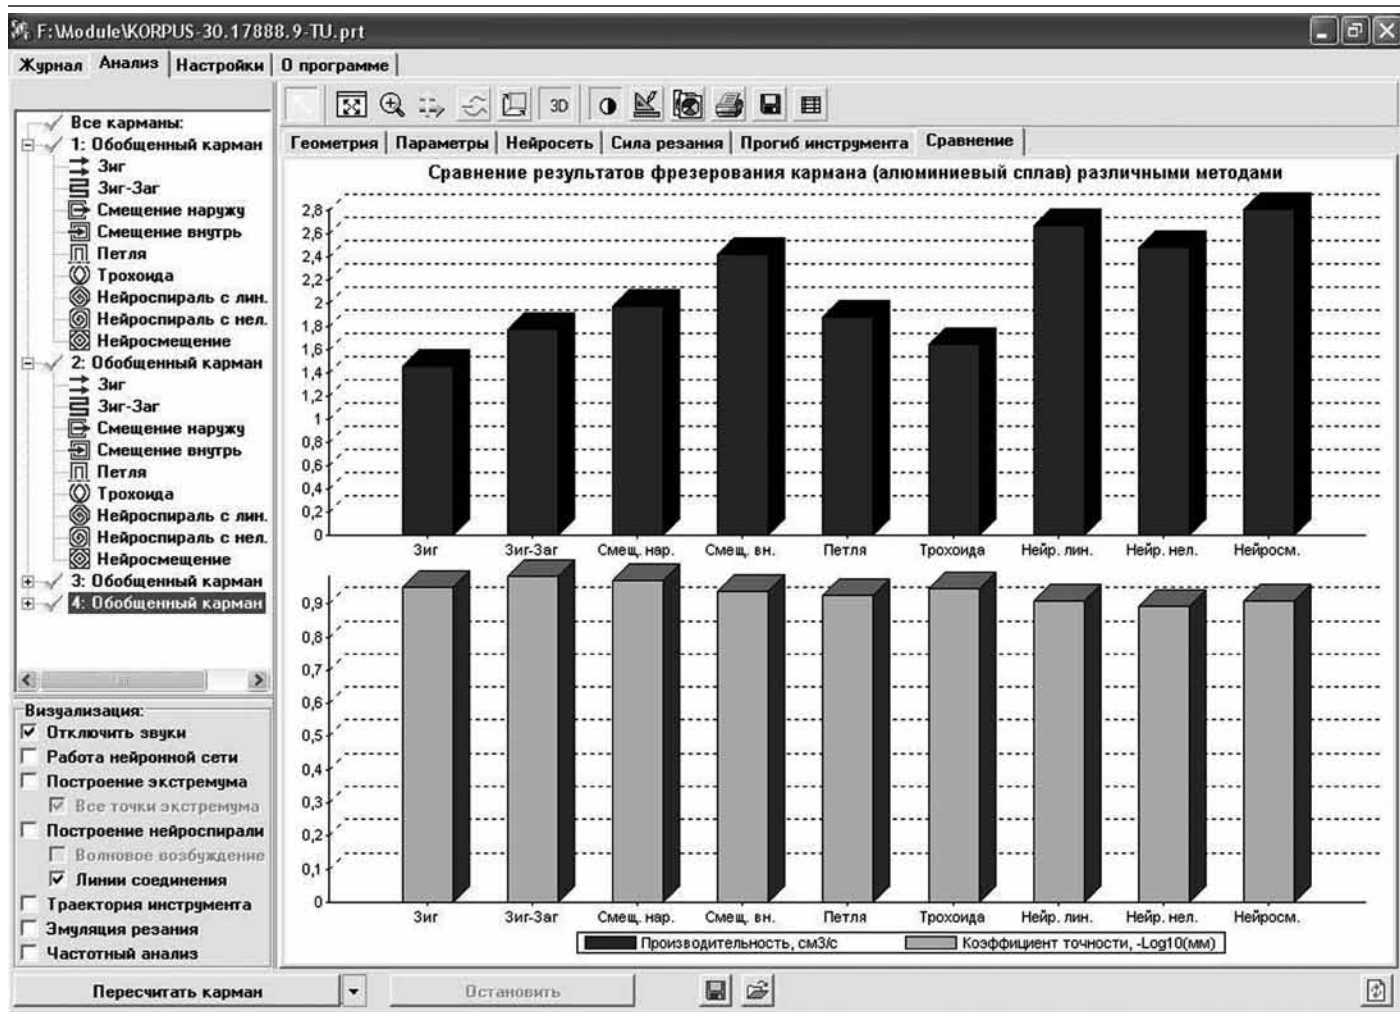 F:\Module\KORPUS-30.17888.9-TU.prt
Журнал Анализ Настройки О программе
3D
Все карманы:
1: Обобщенный карман
Зиг
Зиг-Заг
Смещение наружу
Смещение внутрь
Петля
Трохоида
Нейроспираль с лин.
Нейроспираль с нел.
Нейросмещение
2: Обобщенный карман
Зиг
Зиг-Заг
Смещение наружу
Смещение внутрь
Петля
Трохоида
Нейроспираль с лин.
Нейроспираль с нел.
Нейросмещение
3: Обобщенный карман
4: Обобщенный карман
Визуализация:
Отключить звуки
Работа нейронной сети
Построение экстремума
Все точки экстремума
Построение нейроспирали
Волновое возбуждение
Линии соединения
Траектория инструмента
Эмуляция резания
Частотный анализ
Геометрия Параметры Нейросеть Сила резания Прогиб инструмента Сравнение
Сравнение результатов фрезерования кармана (алюминиевый сплав) различными методами
2,8
2,6
2,4
2,2
2
1,8
1,6
1,4
1,2
1
0,8
0,6
0,4
0,2
0
Зиг Зиг-Заг Смещ. нар. Смещ. вн. Петля Трохоида Нейр. лин. Нейр. нел. Нейросм.
0,9
0,8
0,7
0,6
0,5
0,4
0,3
0,2
0,1
0
Зиг Зиг-Заг Смещ. нар. Смещ. вн. Петля Трохоида Нейр. лин. Нейр. нел. Нейросм.
Производительность, см3/с Коэффициент точности, -Log10(мм)
Пересчитать карман Остановить